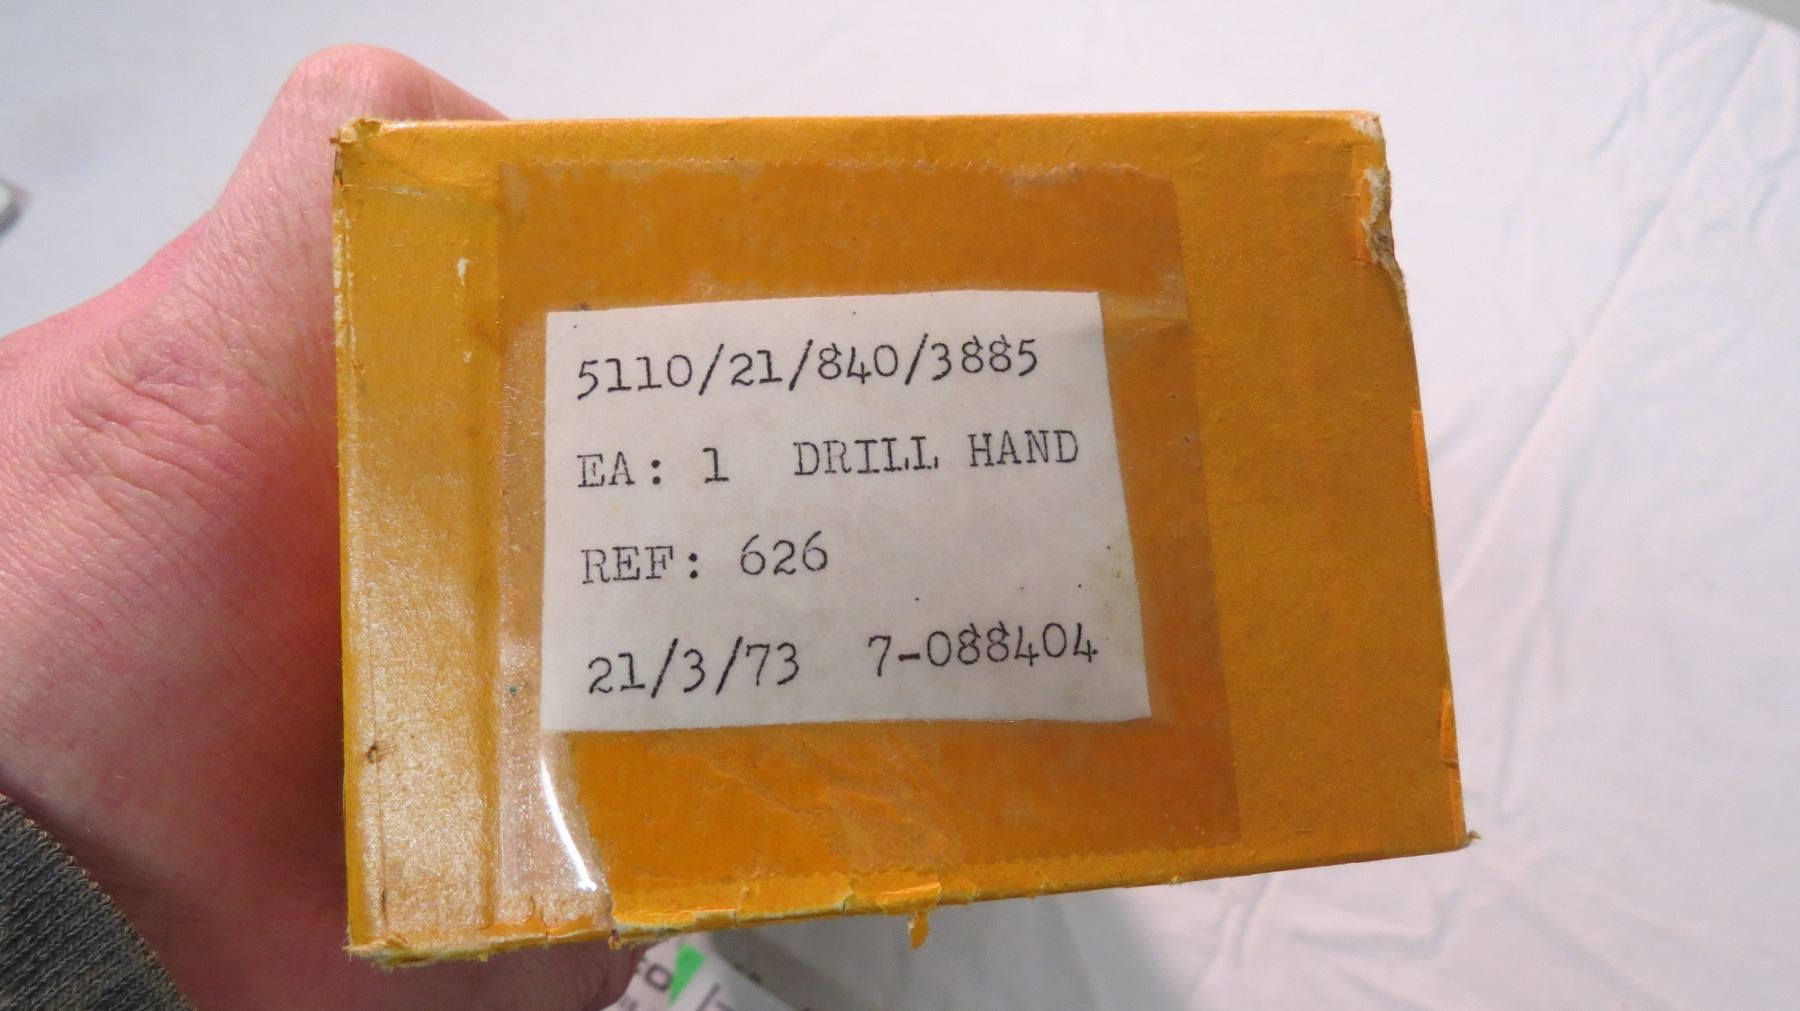 5110/21/840/3885
EA: 1 DRILL HAND
REF: 626
21/3/73 7-088404